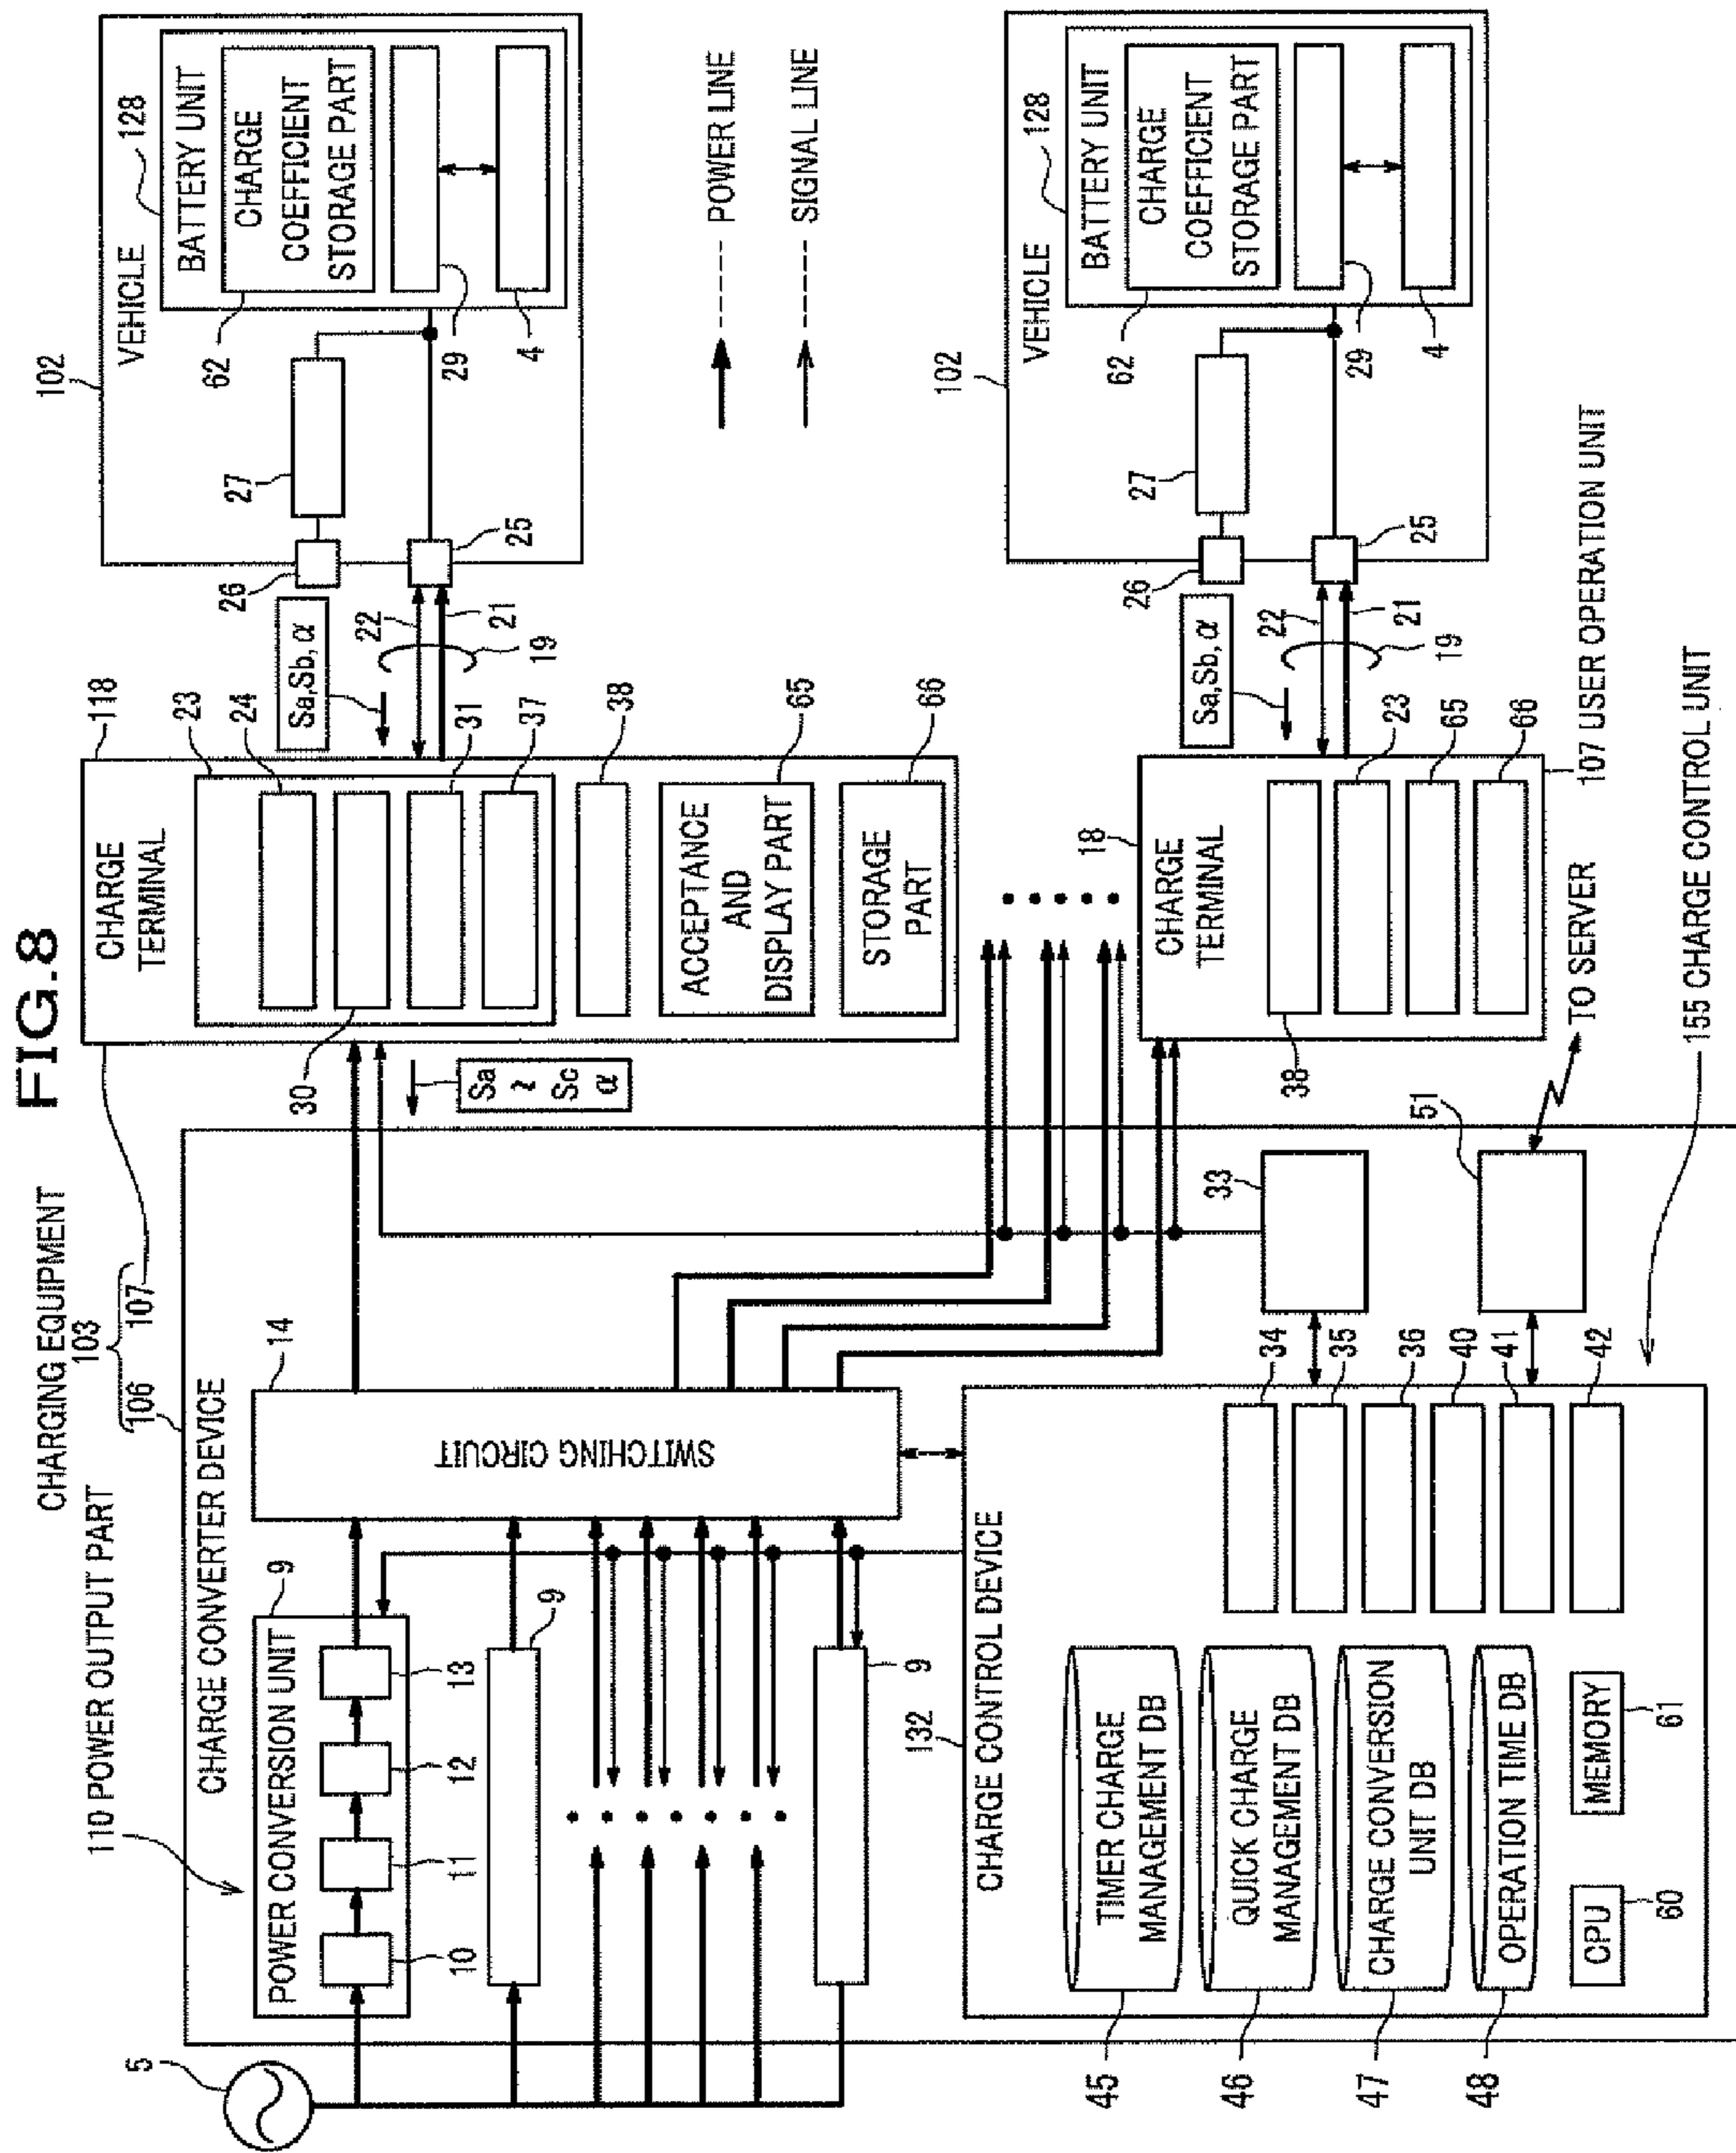 FIG.8
CHARGING EQUIPMENT
103
106
107
110 POWER OUTPUT PART
CHARGE CONVERTER DEVICE
5
POWER CONVERSION UNIT
9
10
11
12
13
9
9
14
SWITCHING CIRCUIT
132
CHARGE CONTROL DEVICE
45
TIMER CHARGE
MANAGEMENT DB
46
QUICK CHARGE
MANAGEMENT DB
47
CHARGE CONVERSION
UNIT DB
48
OPERATION TIME DB
CPU
60
MEMORY
61
34
35
36
40
41
42
33
51
TO SERVER
155 CHARGE CONTROL UNIT
107 USER OPERATION UNIT
118
CHARGE
TERMINAL
23
24
30
31
37
38
ACCEPTANCE
AND
DISPLAY PART
65
STORAGE
PART
66
Sa
≀
Sc
α
Sa,Sb,α
22
21
19
18
CHARGE
TERMINAL
38
23
65
66
Sa,Sb,α
22
21
19
102
VEHICLE
128
BATTERY UNIT
CHARGE
COEFFICIENT
STORAGE PART
62
29
4
27
26
25
POWER LINE
SIGNAL LINE
102
VEHICLE
128
BATTERY UNIT
CHARGE
COEFFICIENT
STORAGE PART
62
29
4
27
26
25